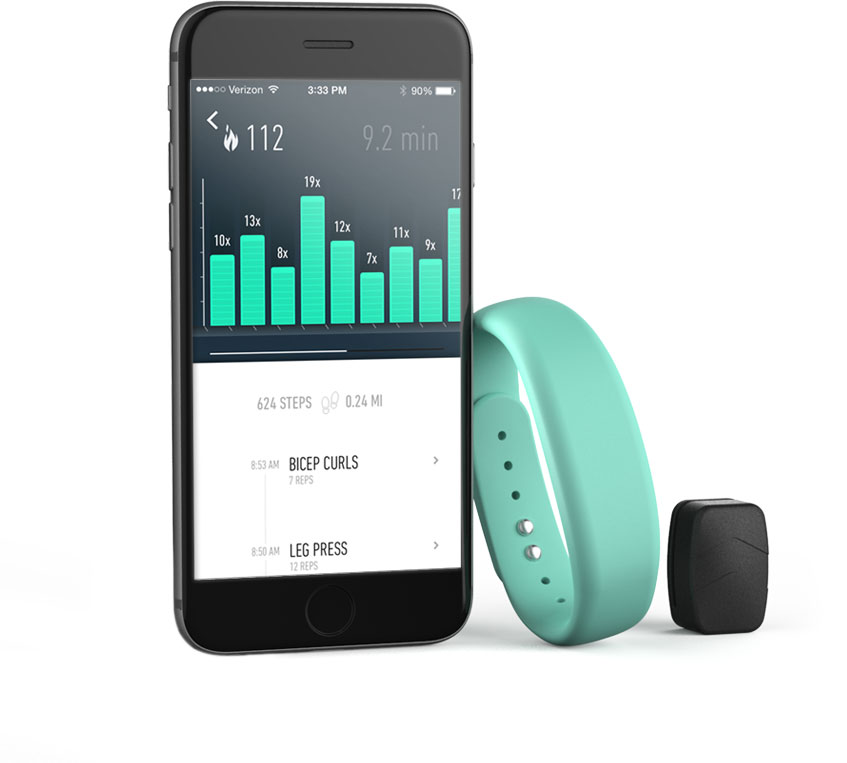 Verizon 3:33 PM 90%
112 9.2 min
19x
17
13x
12x
11x
10x
9x
8x
7x
624 STEPS 0.24 MI
8:53 AM BICEP CURLS
7 REPS
8:50 AM LEG PRESS
12 REPS